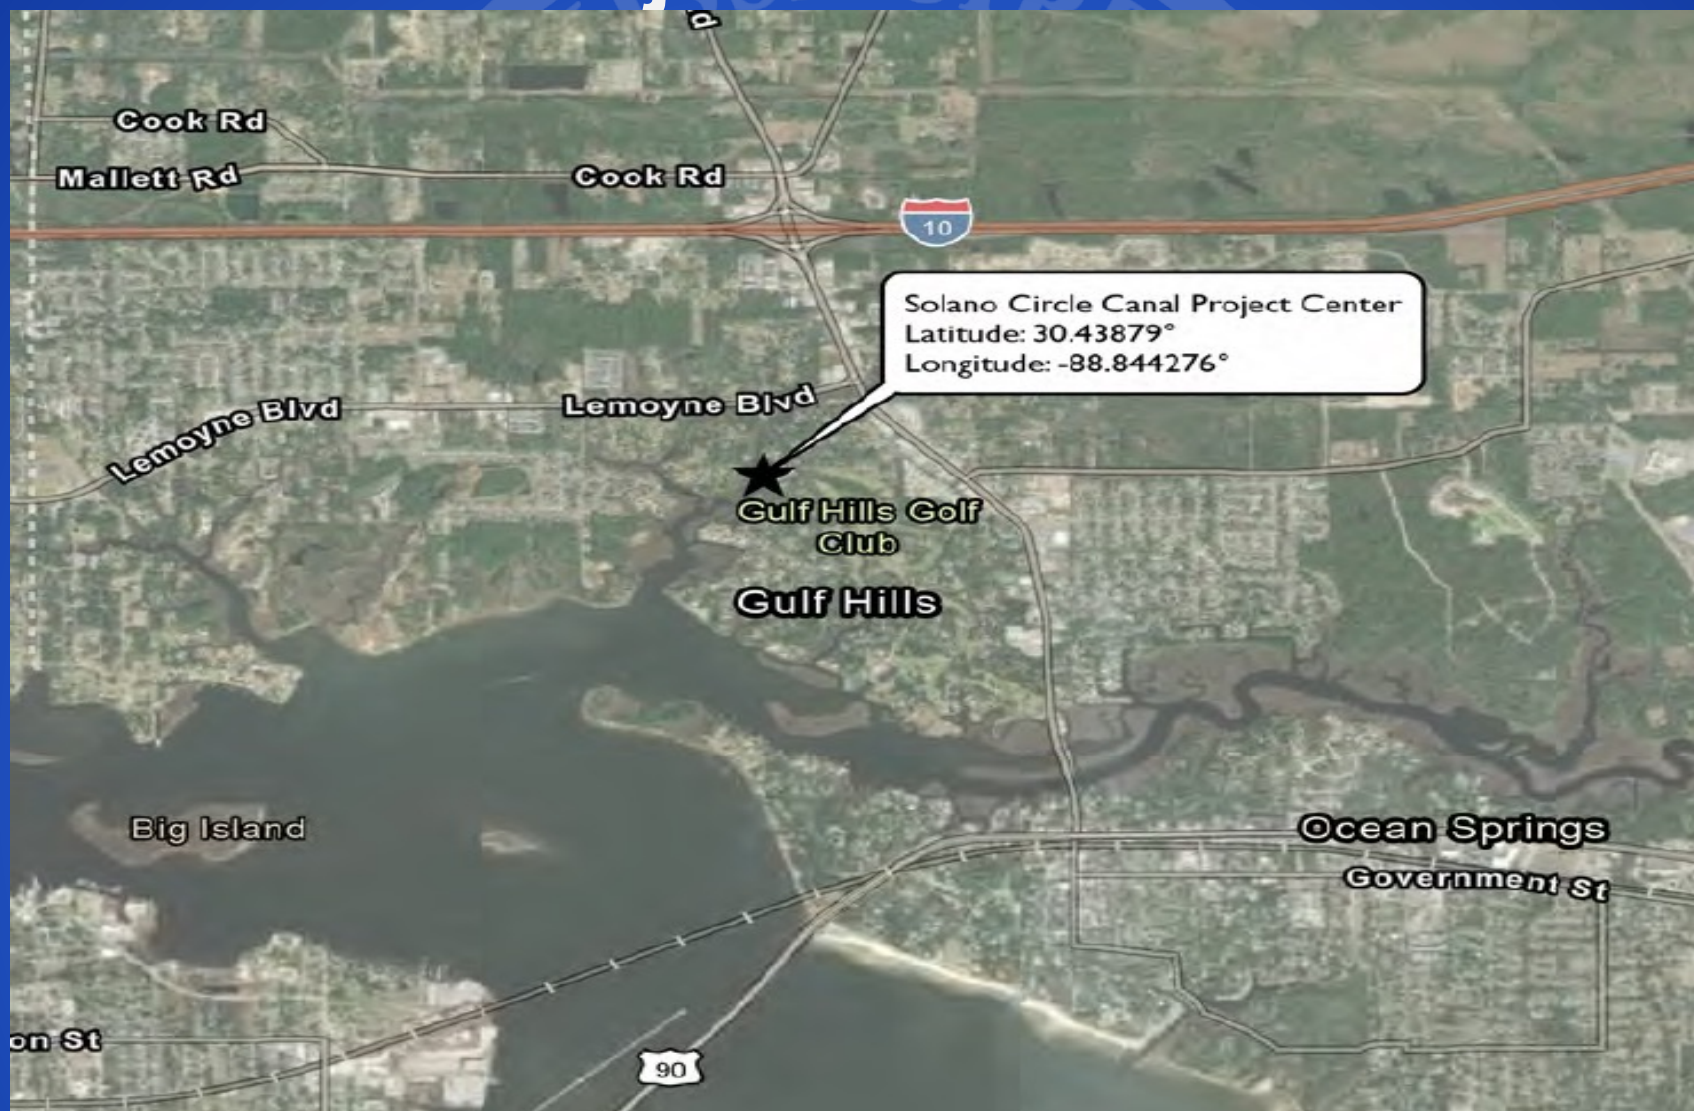 Cook Rd
Mallett Rd
Cook Rd
10
Solano Circle Canal Project Center
Latitude: 30.43879°
Longitude: -88.844276°
Lemoyne Blvd
Lemoyne Blvd
Gulf Hills Golf
Club
Gulf Hills
Big Island
Ocean Springs
Government St
on St
90